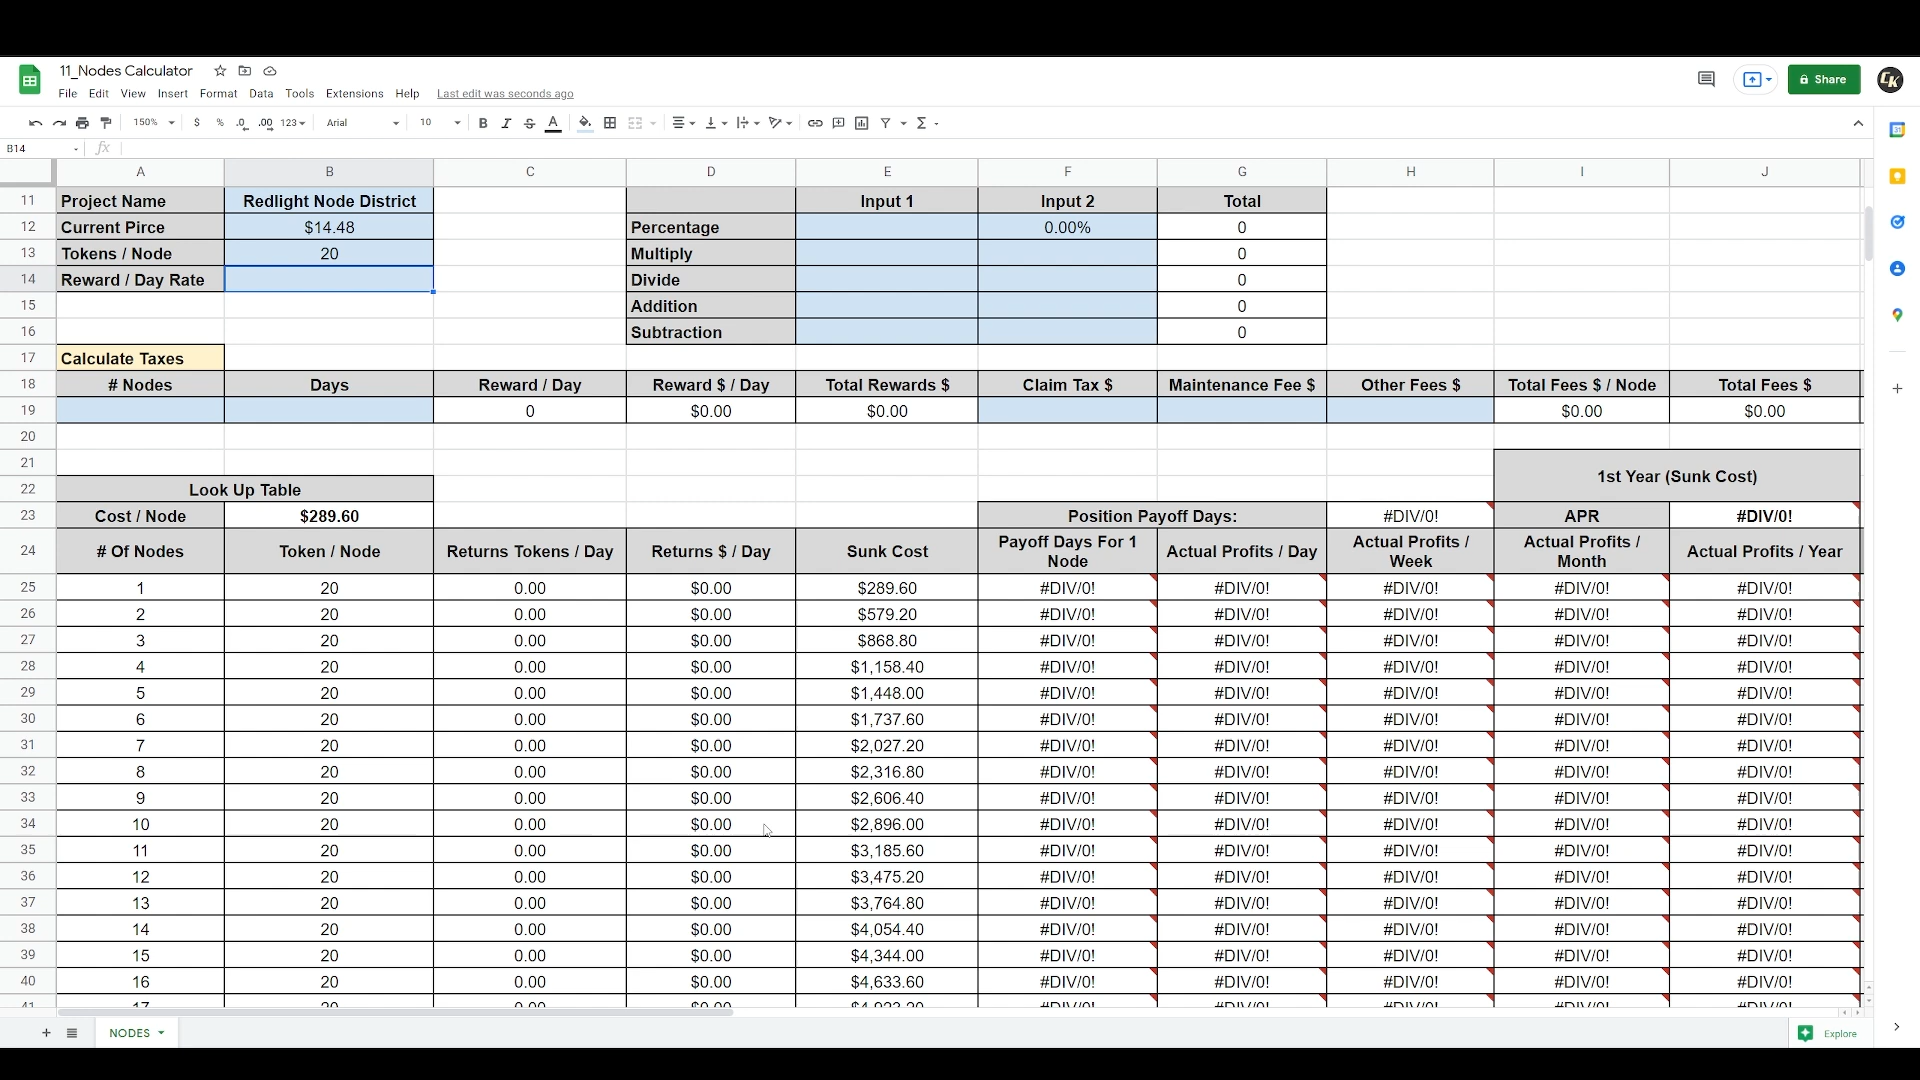 11_Nodes Calculator
File Edit View Insert Format Data Tools Extensions Help Last edit was seconds ago
Share
CK
150% $ % .0 .00 123 Arial 10 B I S A
B14 fx
A B C D E F G H I J
11 Project Name Redlight Node District Input 1 Input 2 Total
12 Current Pirce $14.48 Percentage 0.00% 0
13 Tokens / Node 20 Multiply 0
14 Reward / Day Rate Divide 0
15 Addition 0
16 Subtraction 0
17 Calculate Taxes
18 # Nodes Days Reward / Day Reward $ / Day Total Rewards $ Claim Tax $ Maintenance Fee $ Other Fees $ Total Fees $ / Node Total Fees $
19 0 $0.00 $0.00 $0.00 $0.00
20
21
1st Year (Sunk Cost)
22 Look Up Table
23 Cost / Node $289.60 Position Payoff Days: #DIV/0! APR #DIV/0!
24 # Of Nodes Token / Node Returns Tokens / Day Returns $ / Day Sunk Cost Payoff Days For 1 Node Actual Profits / Day Actual Profits / Week Actual Profits / Month Actual Profits / Year
25 1 20 0.00 $0.00 $289.60 #DIV/0! #DIV/0! #DIV/0! #DIV/0! #DIV/0!
26 2 20 0.00 $0.00 $579.20 #DIV/0! #DIV/0! #DIV/0! #DIV/0! #DIV/0!
27 3 20 0.00 $0.00 $868.80 #DIV/0! #DIV/0! #DIV/0! #DIV/0! #DIV/0!
28 4 20 0.00 $0.00 $1,158.40 #DIV/0! #DIV/0! #DIV/0! #DIV/0! #DIV/0!
29 5 20 0.00 $0.00 $1,448.00 #DIV/0! #DIV/0! #DIV/0! #DIV/0! #DIV/0!
30 6 20 0.00 $0.00 $1,737.60 #DIV/0! #DIV/0! #DIV/0! #DIV/0! #DIV/0!
31 7 20 0.00 $0.00 $2,027.20 #DIV/0! #DIV/0! #DIV/0! #DIV/0! #DIV/0!
32 8 20 0.00 $0.00 $2,316.80 #DIV/0! #DIV/0! #DIV/0! #DIV/0! #DIV/0!
33 9 20 0.00 $0.00 $2,606.40 #DIV/0! #DIV/0! #DIV/0! #DIV/0! #DIV/0!
34 10 20 0.00 $0.00 $2,896.00 #DIV/0! #DIV/0! #DIV/0! #DIV/0! #DIV/0!
35 11 20 0.00 $0.00 $3,185.60 #DIV/0! #DIV/0! #DIV/0! #DIV/0! #DIV/0!
36 12 20 0.00 $0.00 $3,475.20 #DIV/0! #DIV/0! #DIV/0! #DIV/0! #DIV/0!
37 13 20 0.00 $0.00 $3,764.80 #DIV/0! #DIV/0! #DIV/0! #DIV/0! #DIV/0!
38 14 20 0.00 $0.00 $4,054.40 #DIV/0! #DIV/0! #DIV/0! #DIV/0! #DIV/0!
39 15 20 0.00 $0.00 $4,344.00 #DIV/0! #DIV/0! #DIV/0! #DIV/0! #DIV/0!
40 16 20 0.00 $0.00 $4,633.60 #DIV/0! #DIV/0! #DIV/0! #DIV/0! #DIV/0!
NODES
Explore